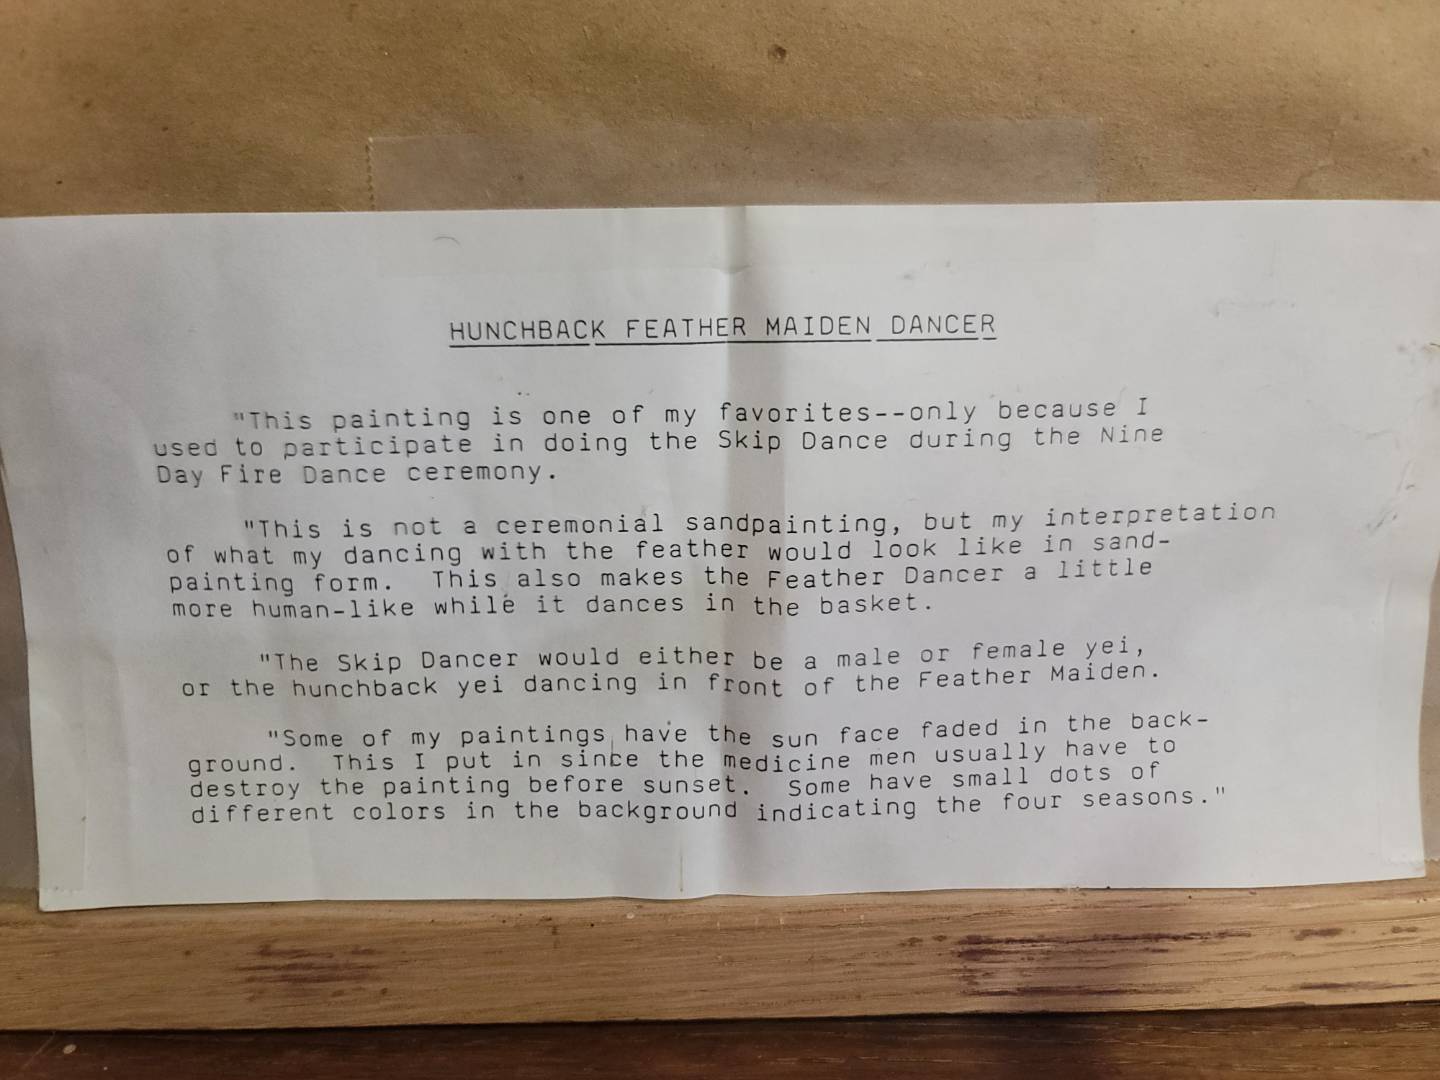 HUNCHBACK FEATHER MAIDEN DANCER
"This painting is one of my favorites--only because I
used to participate in doing the Skip Dance during the Nine
Day Fire Dance ceremony.
"This is not a ceremonial sandpainting, but my interpretation
of what my dancing with the feather would look like in sand-
painting form. This also makes the Feather Dancer a little
more human-like while it dances in the basket.
"The Skip Dancer would either be a male or female yei,
or the hunchback yei dancing in front of the Feather Maiden.
"Some of my paintings have the sun face faded in the back-
ground. This I put in since the medicine men usually have to
destroy the painting before sunset. Some have small dots of
different colors in the background indicating the four seasons."